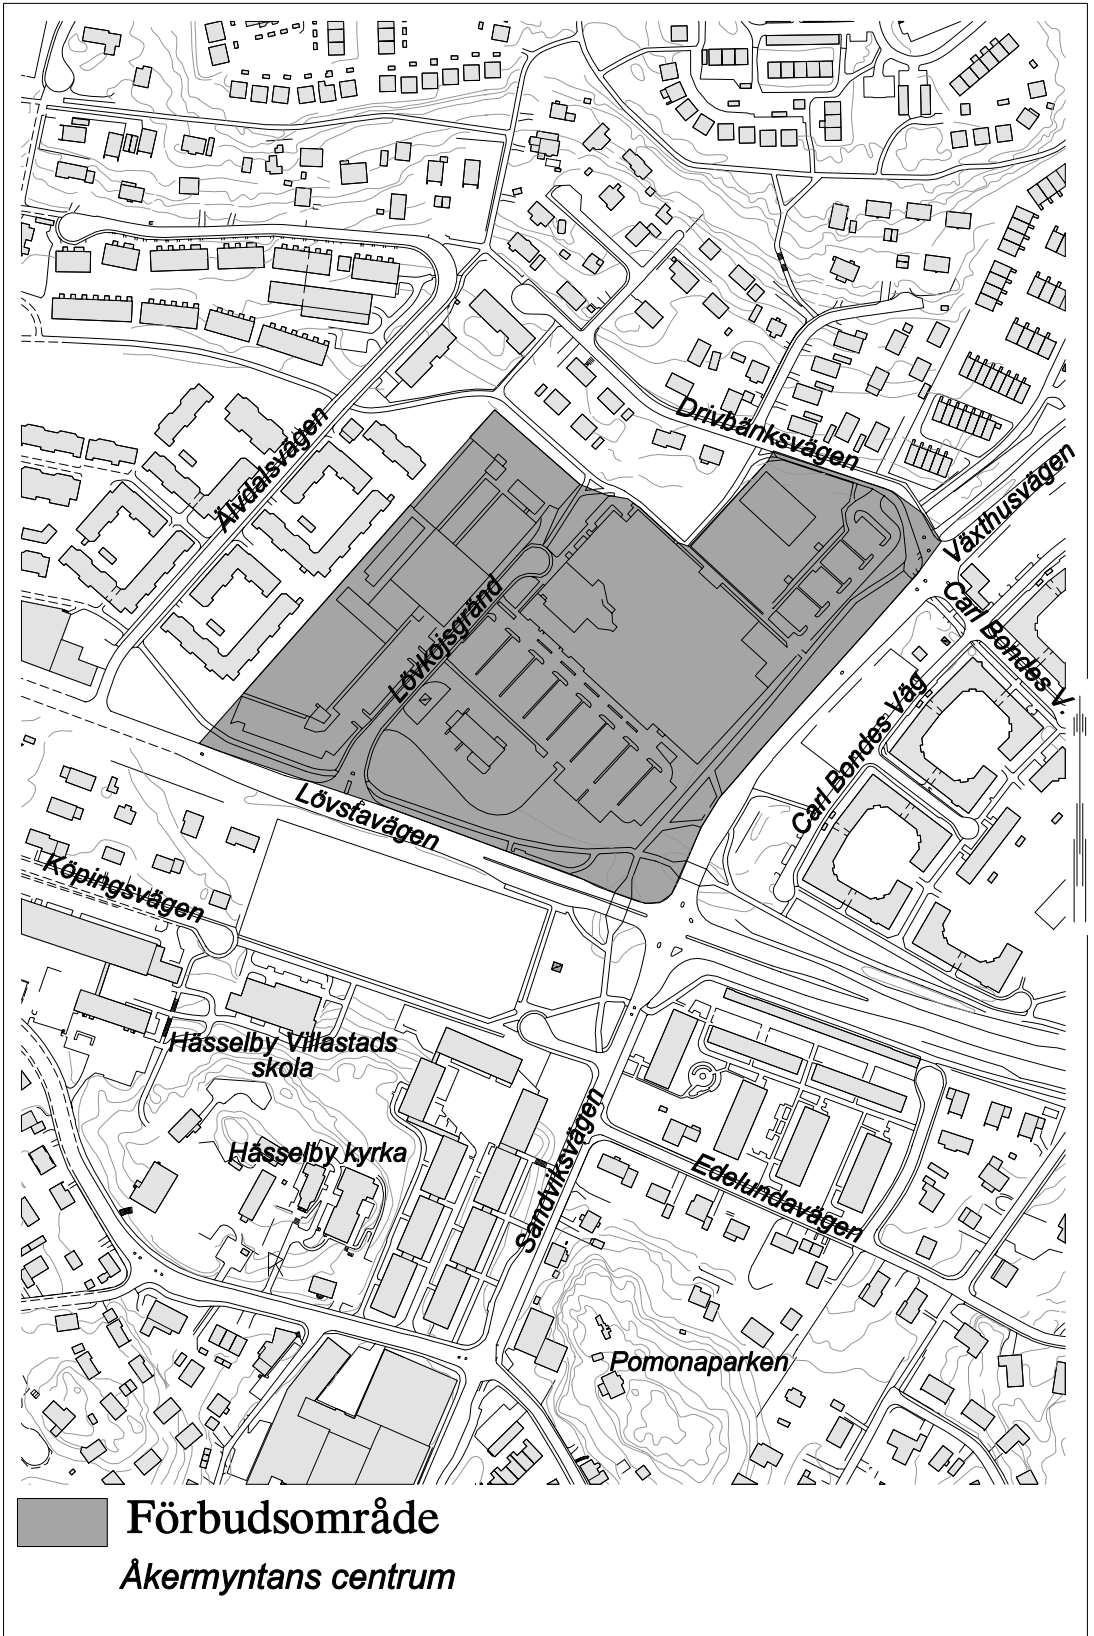 Drivbänksvägen
Älvdalsvägen
Växthusvägen
Lövkojsgränd
Carl Bondes V
Carl Bondes Väg
Lövstavägen
Köpingsvägen
Hässelby Villastads
skola
Hässelby kyrka
Sandviksvägen
Edelundavägen
Pomonaparken
Förbudsområde
Åkermyntans centrum